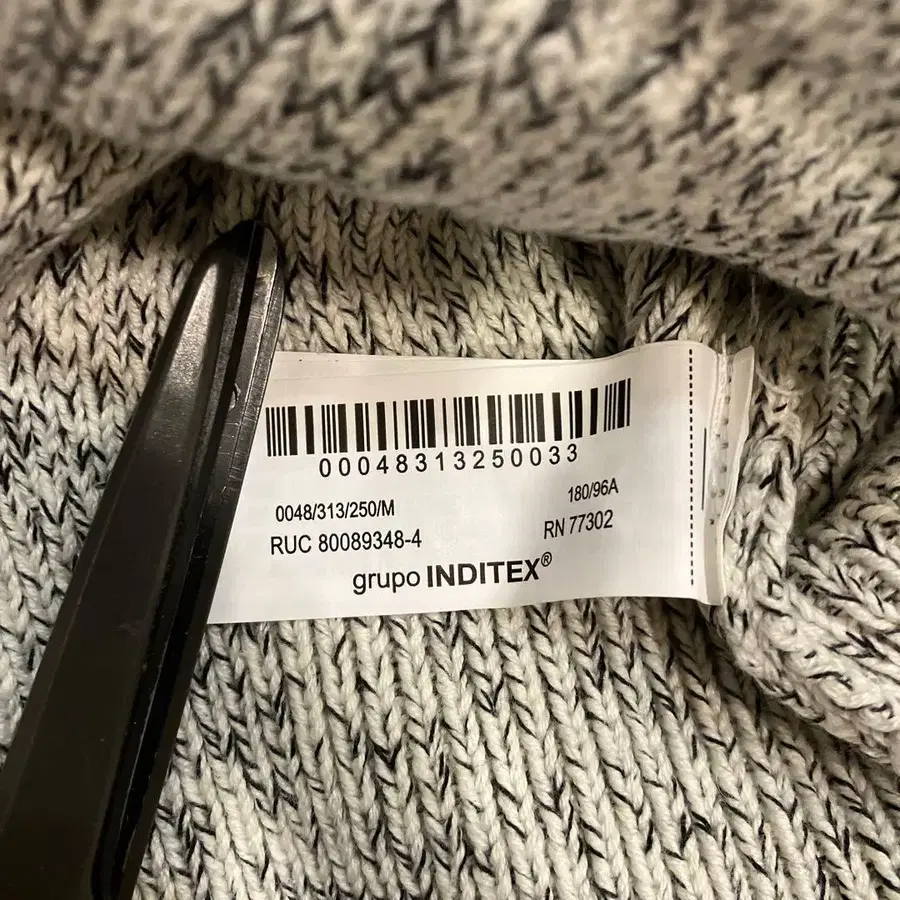 00048313250033
0048/313/250/M
180/96A
RUC 80089348-4
RN 77302
grupo INDITEX®